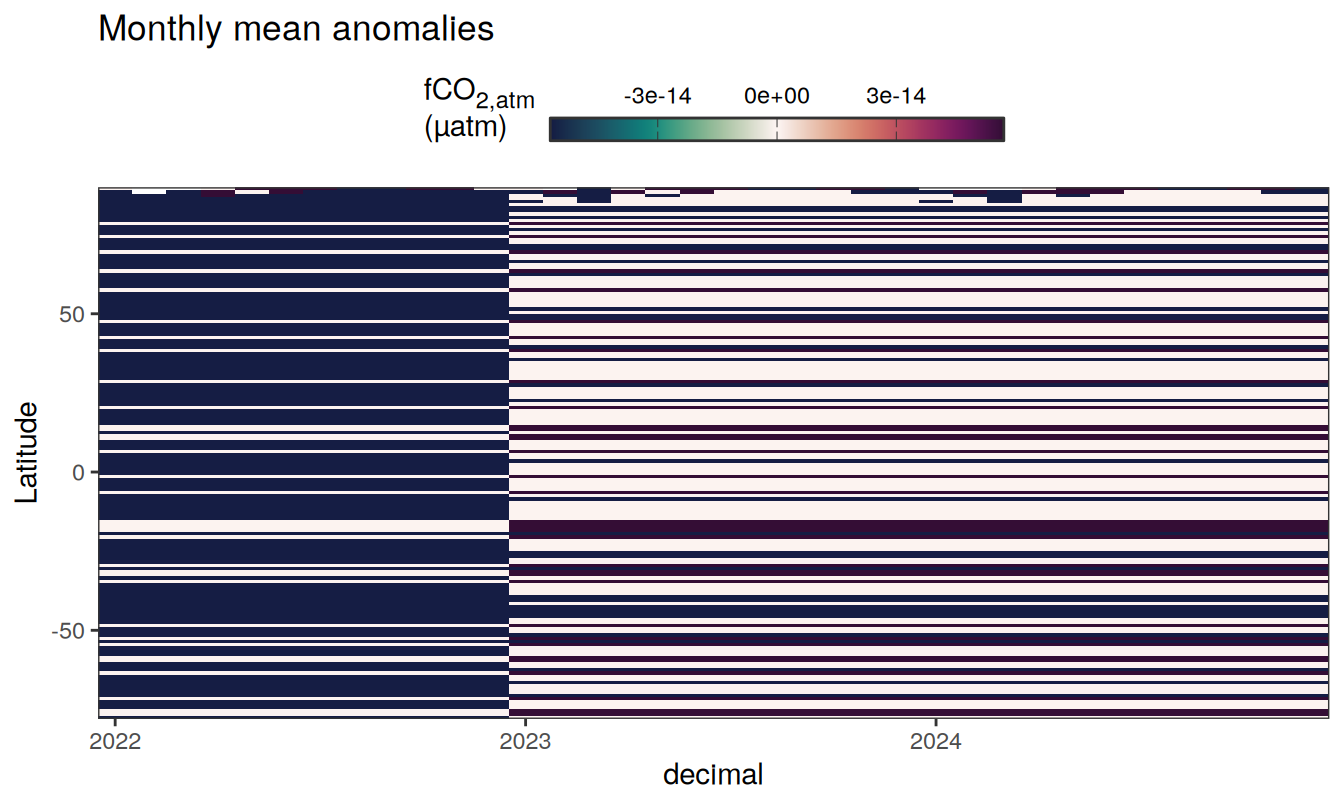 Monthly mean anomalies
fCO2,atm
(µatm)
-3e-14 0e+00 3e-14
Latitude
50
0
-50
2022 2023 2024
decimal